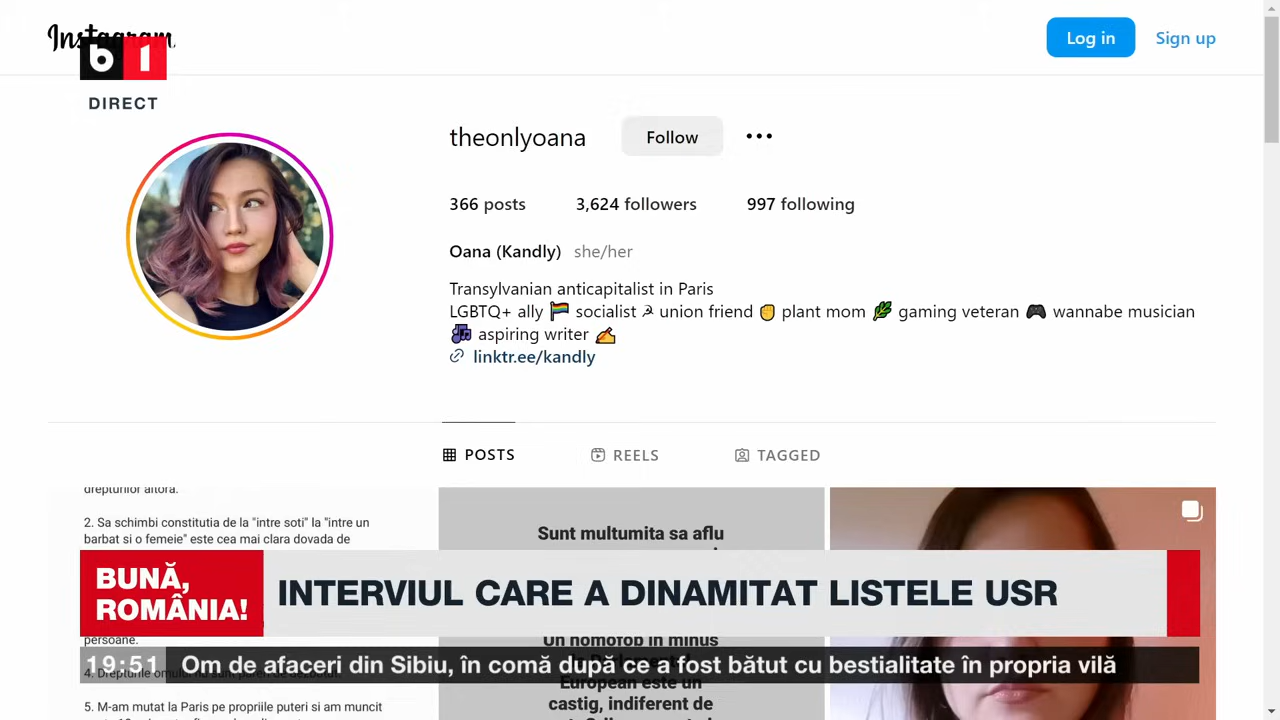 Instagram
b1
DIRECT
Log in
Sign up
theonlyoana
Follow
366 posts
3,624 followers
997 following
Oana (Kandly) she/her
Transylvanian anticapitalist in Paris
LGBTQ+ ally 🏳️‍🌈 socialist ☭ union friend ✊ plant mom 🌿 gaming veteran 🎮 wannabe musician
🎶 aspiring writer ✍️
linktr.ee/kandly
POSTS
REELS
TAGGED
drepturilor altora.
2. Sa schimbi constitutia de la "intre soti" la "intre un
barbat si o femeie" este cea mai clara dovada de
persoane.
5. M-am mutat la Paris pe propriile puteri si am muncit
Sunt multumita sa aflu
Un homofob in minus
European este un
castig, indiferent de
BUNĂ,
ROMÂNIA!
INTERVIUL CARE A DINAMITAT LISTELE USR
19:51
Om de afaceri din Sibiu, în comă după ce a fost bătut cu bestialitate în propria vilă